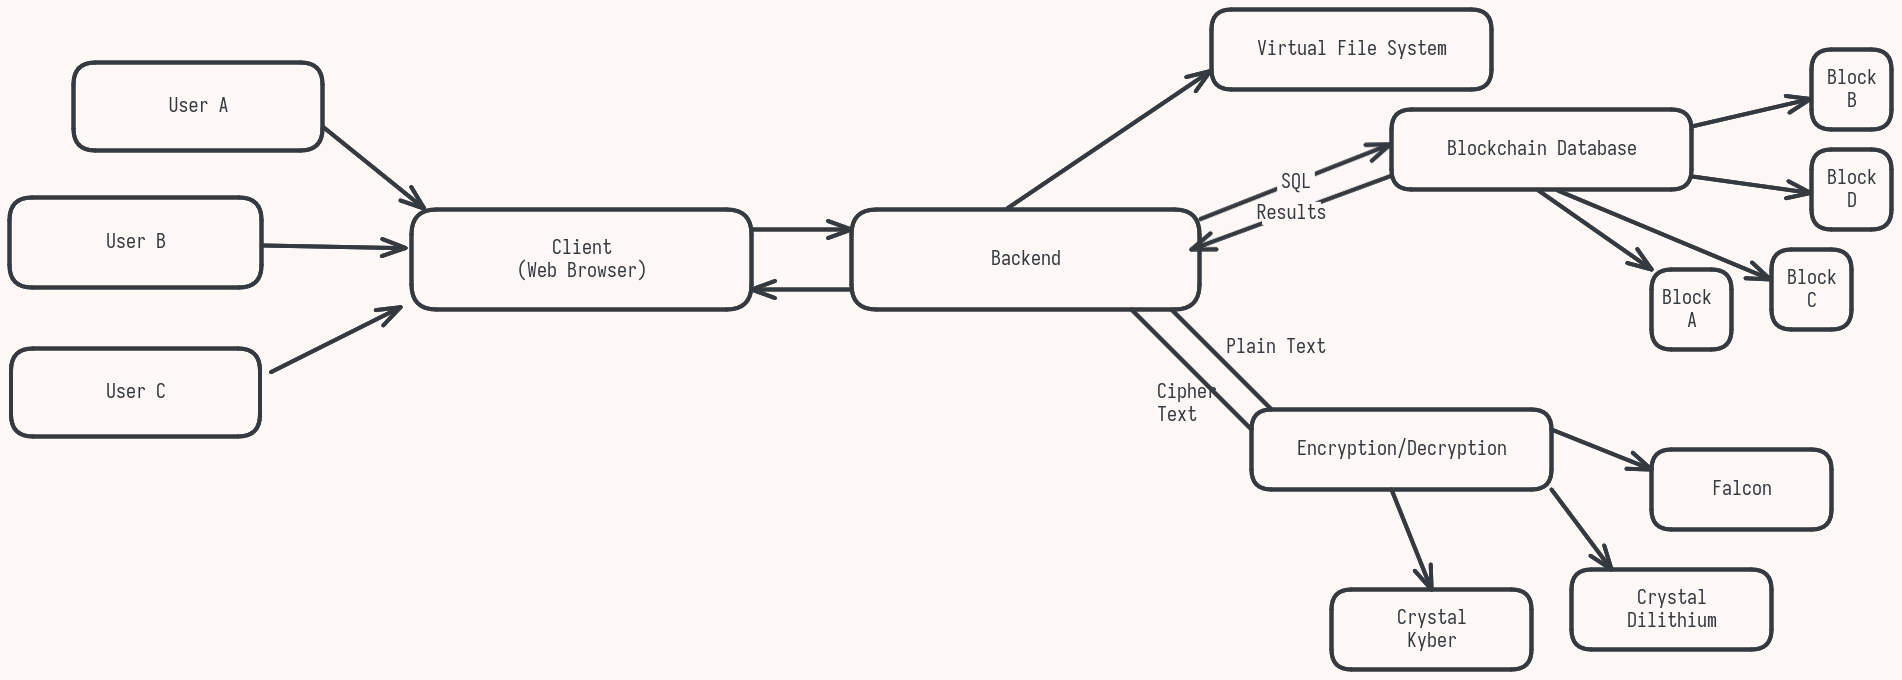 Virtual File System
Block
B
User A
Blockchain Database
SQL
Results
Block
D
User B
Client
(Web Browser)
Backend
Block
C
Block
A
Plain Text
Cipher
Text
User C
Encryption/Decryption
Falcon
Crystal
Dilithium
Crystal
Kyber